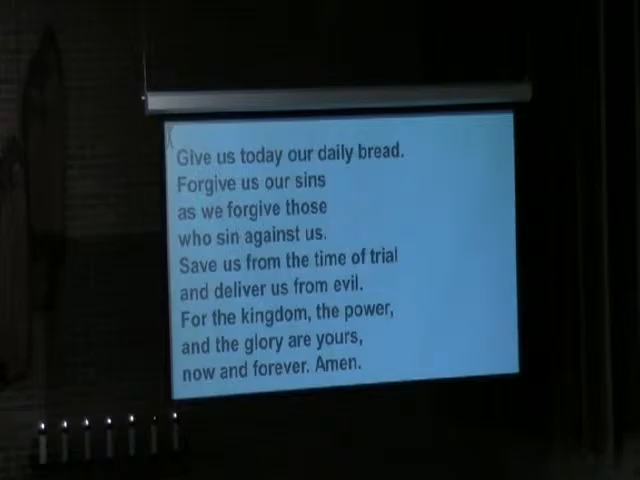 Give us today our daily bread.
Forgive us our sins
as we forgive those
who sin against us.
Save us from the time of trial
and deliver us from evil.
For the kingdom, the power,
and the glory are yours,
now and forever. Amen.